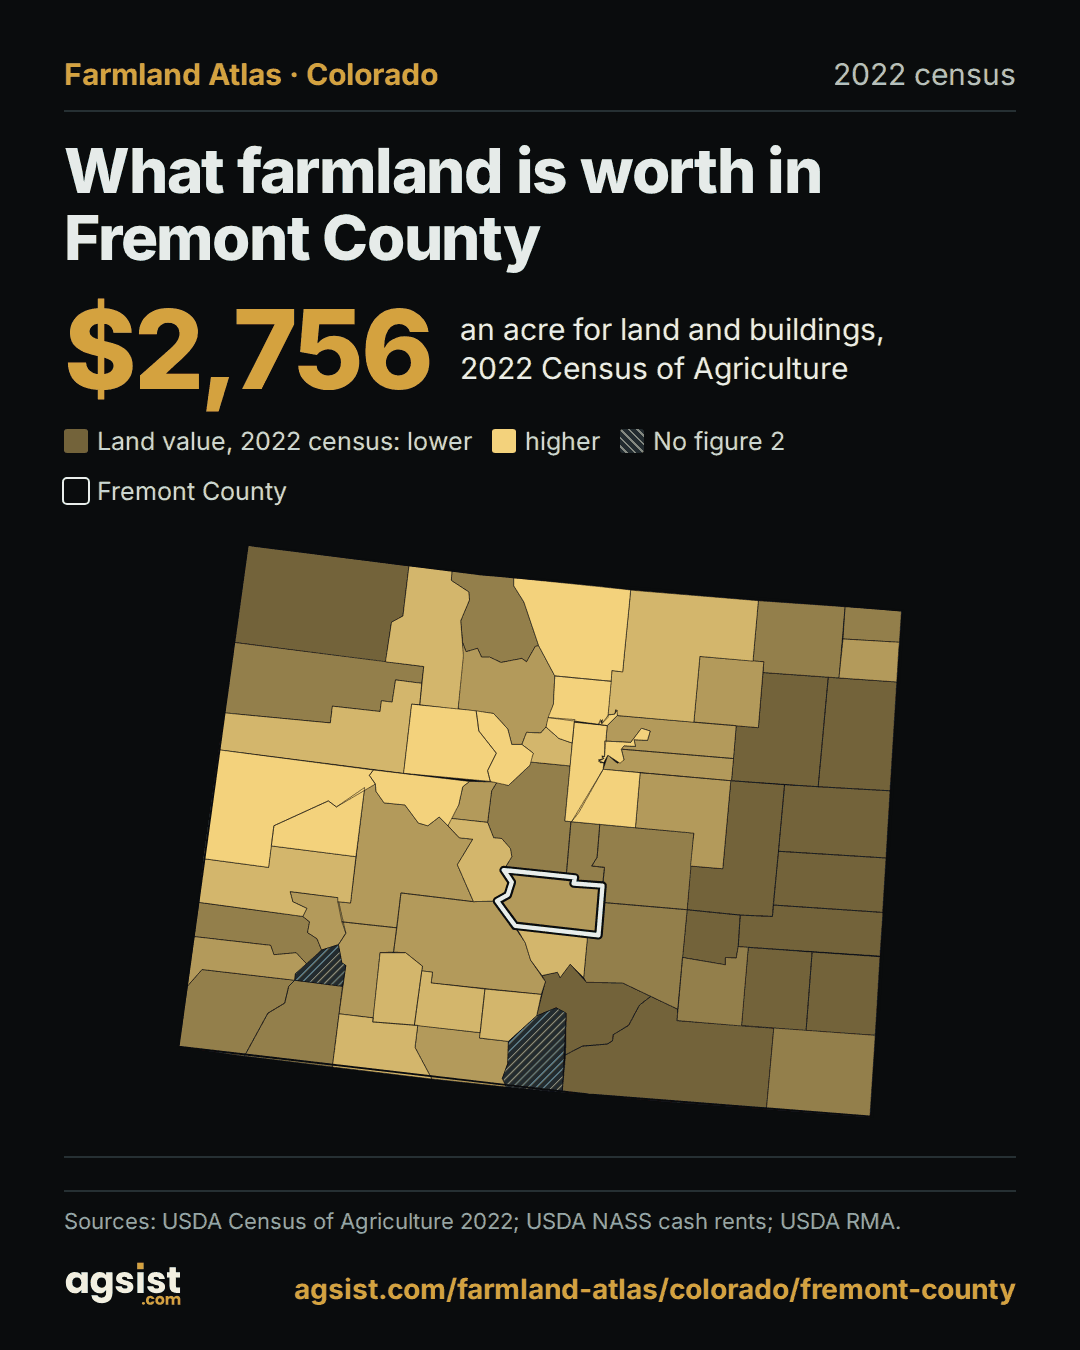 Farmland Atlas · Colorado
2022 census
What farmland is worth in
Fremont County
$2,756
an acre for land and buildings,
2022 Census of Agriculture
Land value, 2022 census: lower
higher
No figure 2
Fremont County
Sources: USDA Census of Agriculture 2022; USDA NASS cash rents; USDA RMA.
agsist
.com
agsist.com/farmland-atlas/colorado/fremont-county